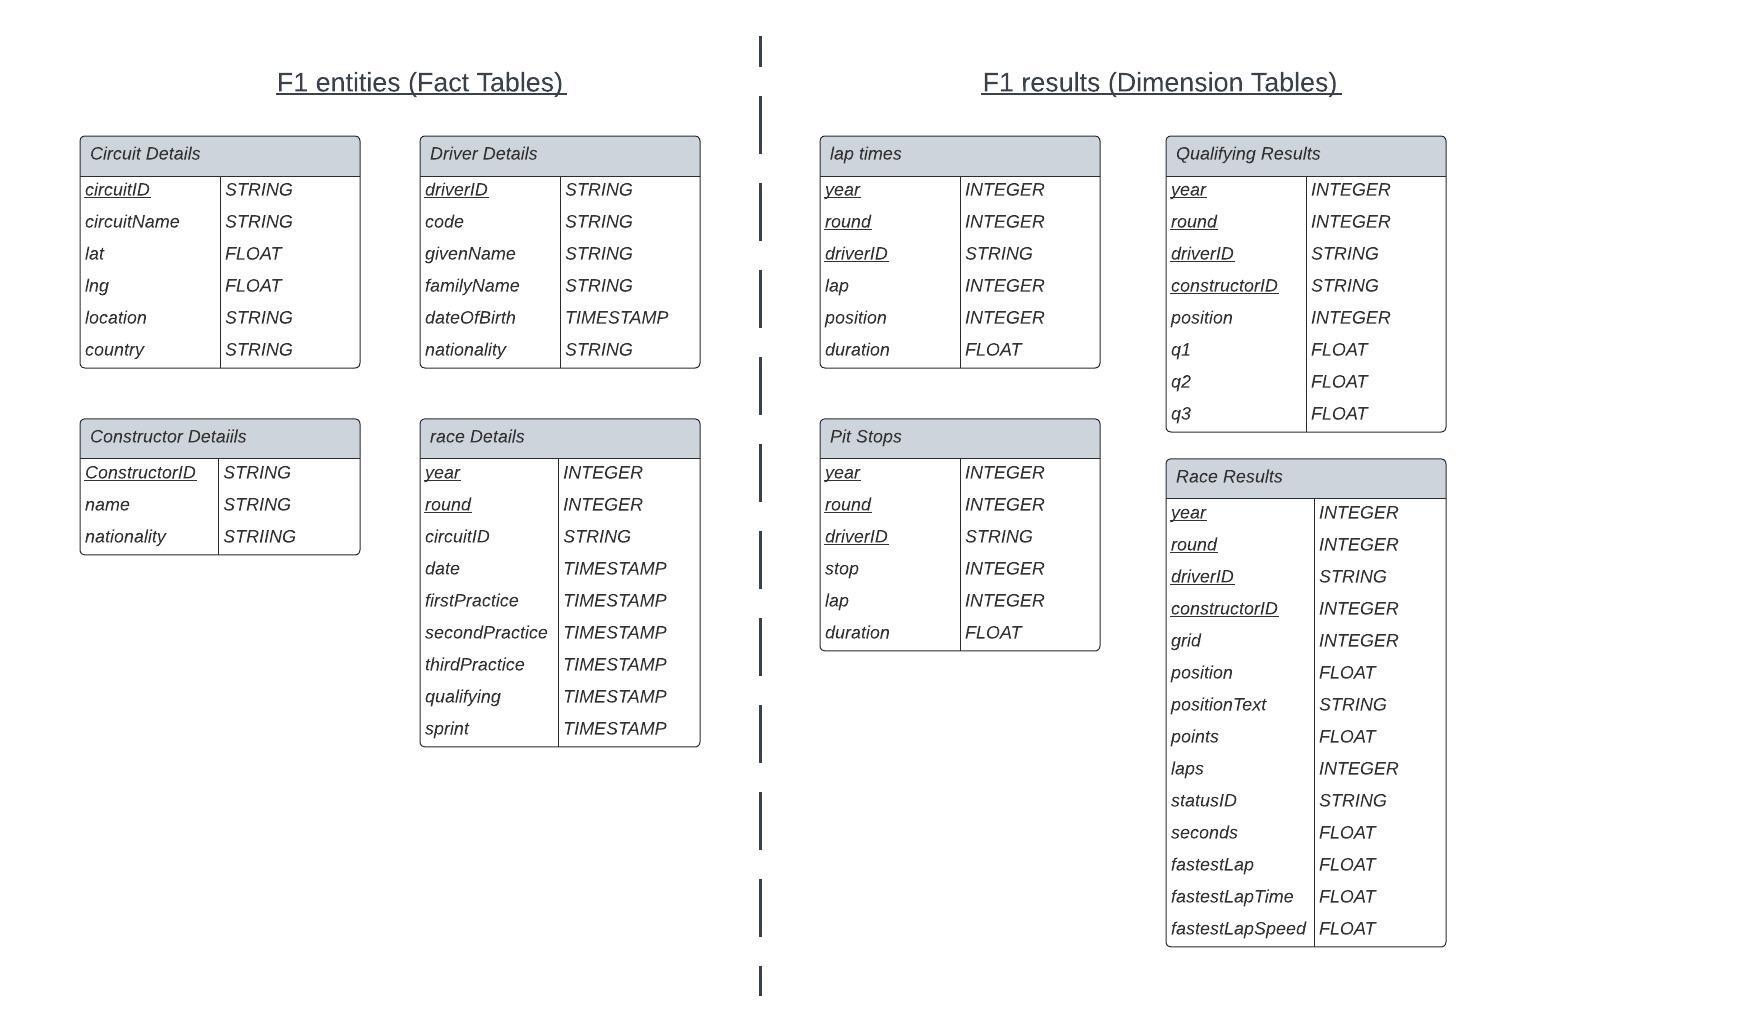 F1 entities (Fact Tables)
Circuit Details
circuitID STRING
circuitName STRING
lat FLOAT
lng FLOAT
location STRING
country STRING
Driver Details
driverID STRING
code STRING
givenName STRING
familyName STRING
dateOfBirth TIMESTAMP
nationality STRING
Constructor Detaiils
ConstructorID STRING
name STRING
nationality STRIING
race Details
year INTEGER
round INTEGER
circuitID STRING
date TIMESTAMP
firstPractice TIMESTAMP
secondPractice TIMESTAMP
thirdPractice TIMESTAMP
qualifying TIMESTAMP
sprint TIMESTAMP
F1 results (Dimension Tables)
lap times
year INTEGER
round INTEGER
driverID STRING
lap INTEGER
position INTEGER
duration FLOAT
Qualifying Results
year INTEGER
round INTEGER
driverID STRING
constructorID STRING
position INTEGER
q1 FLOAT
q2 FLOAT
q3 FLOAT
Pit Stops
year INTEGER
round INTEGER
driverID STRING
stop INTEGER
lap INTEGER
duration FLOAT
Race Results
year INTEGER
round INTEGER
driverID STRING
constructorID INTEGER
grid INTEGER
position FLOAT
positionText STRING
points FLOAT
laps INTEGER
statusID STRING
seconds FLOAT
fastestLap FLOAT
fastestLapTime FLOAT
fastestLapSpeed FLOAT